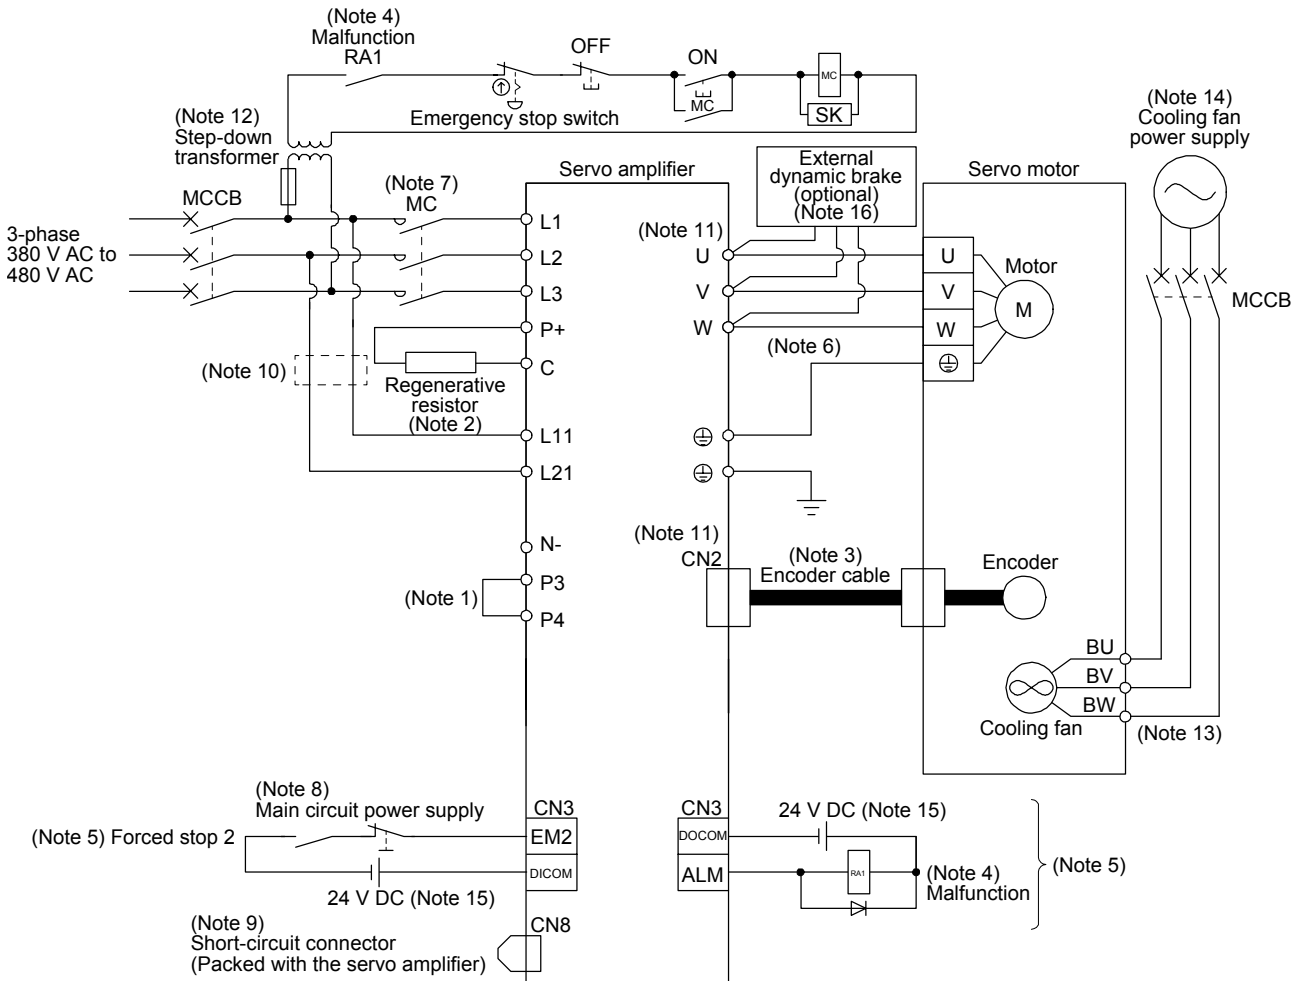 (Note 4)
Malfunction
RA1
OFF
ON
MC
MC
SK
Emergency stop switch
(Note 12)
Step-down
transformer
(Note 14)
Cooling fan
power supply
MCCB
(Note 7)
MC
Servo amplifier
External
dynamic brake
(optional)
(Note 16)
Servo motor
3-phase
380 V AC to
480 V AC
L1
L2
L3
P+
C
(Note 11)
U
V
W
U
V
W
Motor
M
MCCB
(Note 6)
(Note 10)
Regenerative
resistor
(Note 2)
L11
L21
N-
P3
P4
(Note 1)
(Note 11)
CN2
(Note 3)
Encoder cable
Encoder
BU
BV
BW
Cooling fan
(Note 13)
(Note 8)
Main circuit power supply
(Note 5) Forced stop 2
24 V DC (Note 15)
CN3
EM2
DICOM
CN3
DOCOM
ALM
24 V DC (Note 15)
RA1
(Note 4)
Malfunction
(Note 5)
(Note 9)
Short-circuit connector
(Packed with the servo amplifier)
CN8